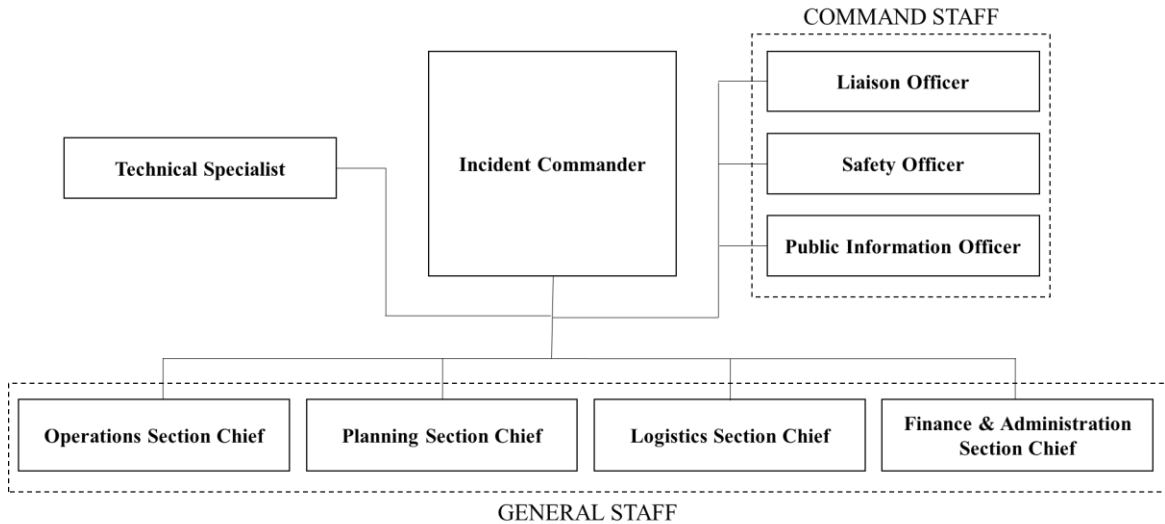 COMMAND STAFF
Liaison Officer
Technical Specialist
Incident Commander
Safety Officer
Public Information Officer
Operations Section Chief
Planning Section Chief
Logistics Section Chief
Finance & Administration
Section Chief
GENERAL STAFF